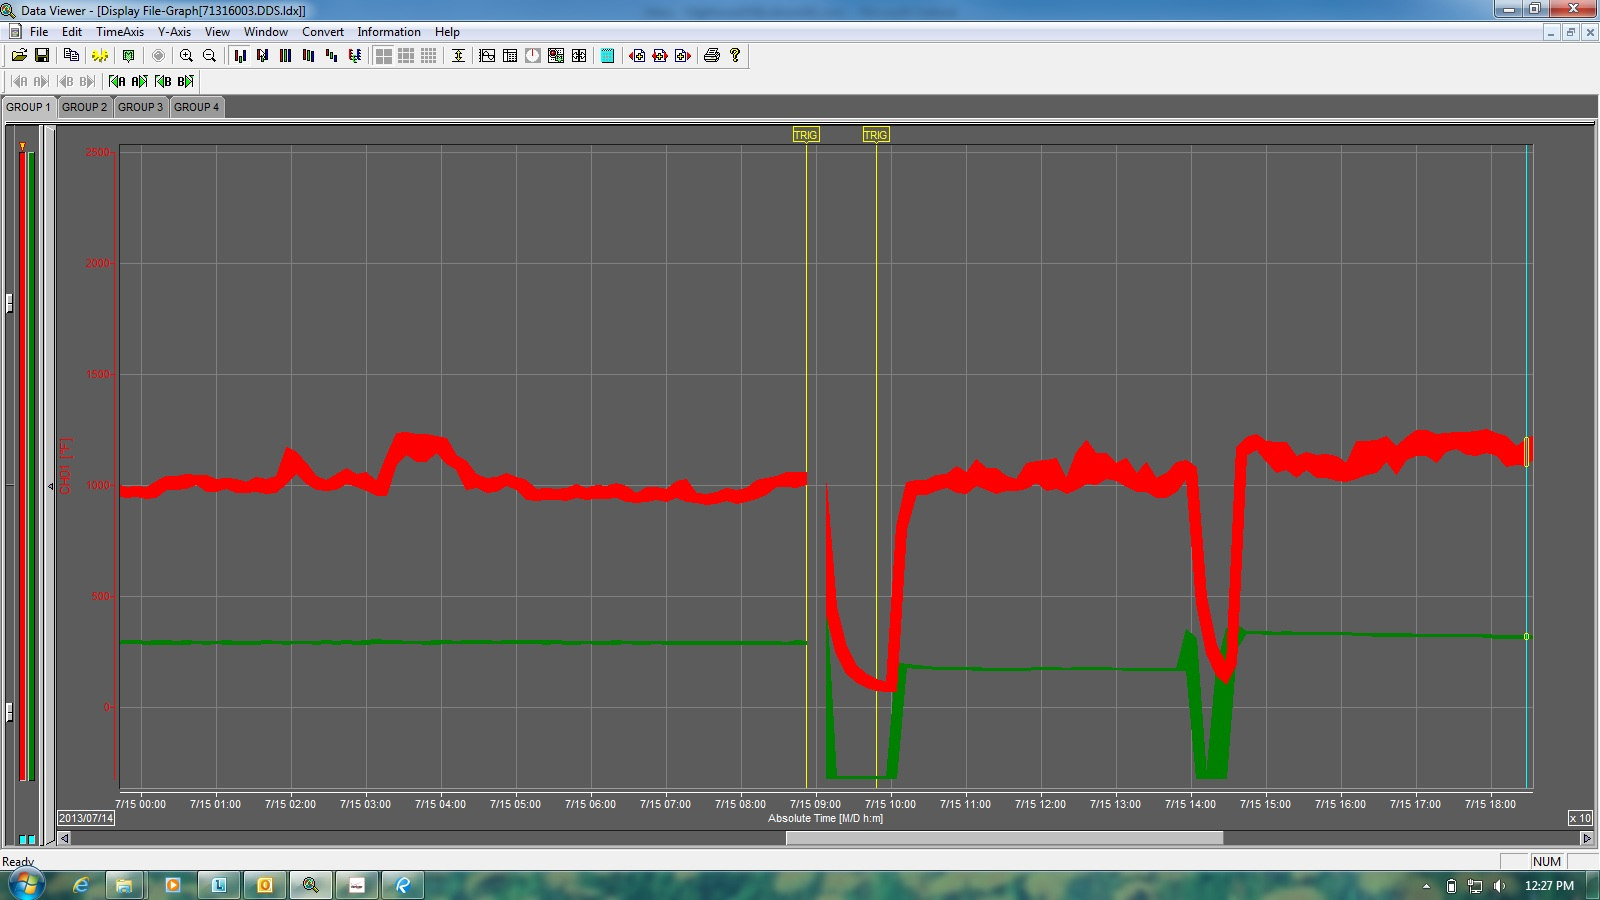 Data Viewer - [Display File-Graph[71316003.DDS.Idx]]
File Edit TimeAxis Y-Axis View Window Convert Information Help
A A B B A A B B
GROUP 1 GROUP 2 GROUP 3 GROUP 4
TRIG TRIG
2500
2000
1500
1000
500
0
CH01 [°F]
7/15 00:00 7/15 01:00 7/15 02:00 7/15 03:00 7/15 04:00 7/15 05:00 7/15 06:00 7/15 07:00 7/15 08:00 7/15 09:00 7/15 10:00 7/15 11:00 7/15 12:00 7/15 13:00 7/15 14:00 7/15 15:00 7/15 16:00 7/15 17:00 7/15 18:00
2013/07/14 Absolute Time [M/D h:m] x 10
Ready NUM
12:27 PM